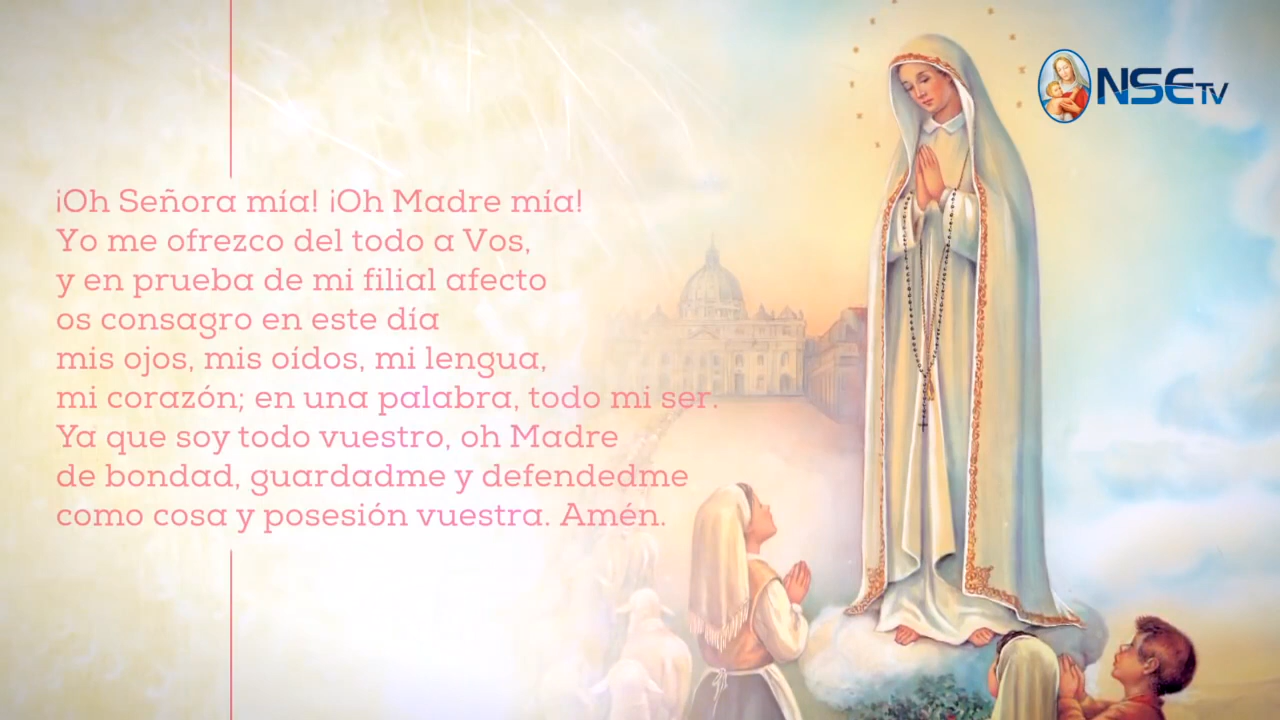 NSETV
¡Oh Señora mía! ¡Oh Madre mía!
Yo me ofrezco del todo a Vos,
y en prueba de mi filial afecto
os consagro en este día
mis ojos, mis oídos, mi lengua,
mi corazón; en una palabra, todo mi ser.
Ya que soy todo vuestro, oh Madre
de bondad, guardadme y defendedme
como cosa y posesión vuestra. Amén.